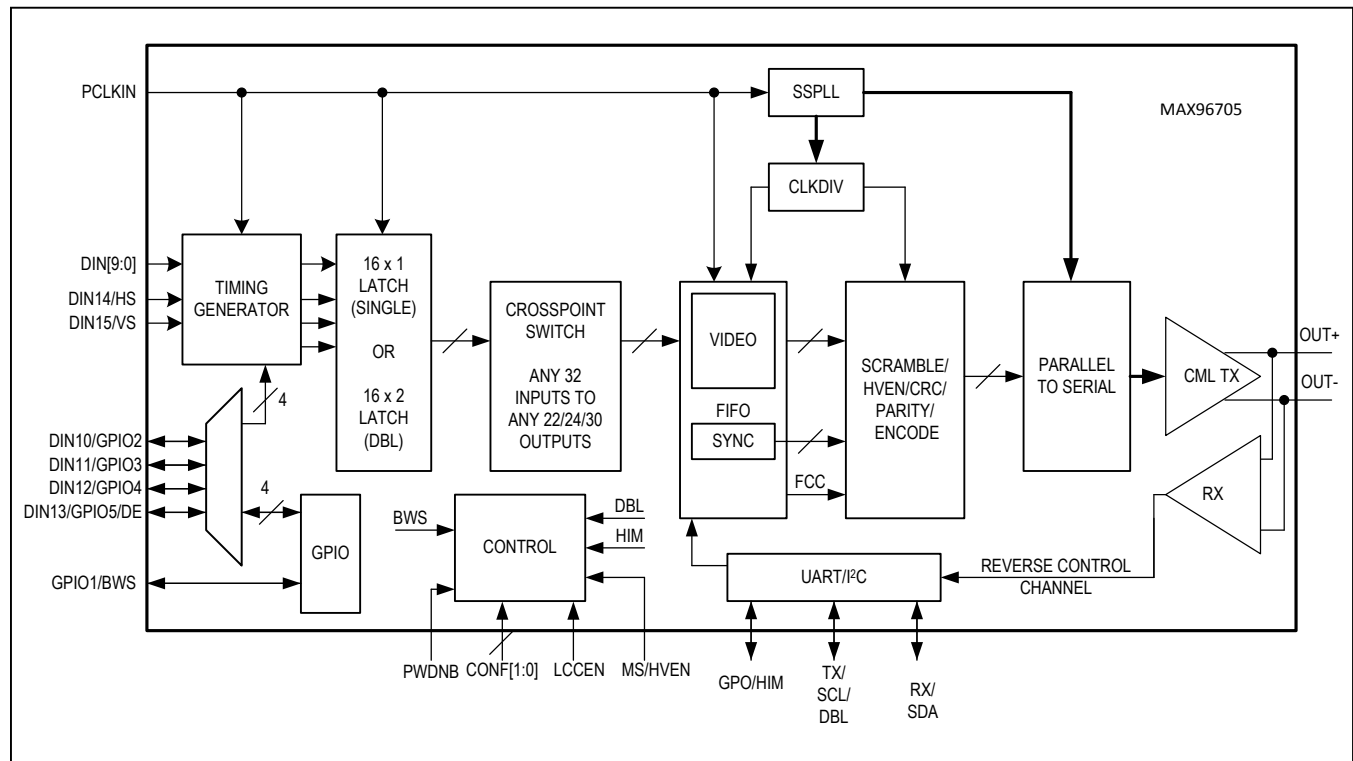 PCLKIN
SSPLL
MAX96705
CLKDIV
DIN[9:0]
DIN14/HS
DIN15/VS
TIMING
GENERATOR
16 x 1
LATCH
(SINGLE)
OR
16 x 2
LATCH
(DBL)
CROSSPOINT
SWITCH
ANY 32
INPUTS TO
ANY 22/24/30
OUTPUTS
VIDEO
FIFO
SYNC
FCC
SCRAMBLE/
HVEN/CRC/
PARITY/
ENCODE
PARALLEL
TO SERIAL
CML TX
OUT+
OUT-
RX
4
DIN10/GPIO2
DIN11/GPIO3
DIN12/GPIO4
DIN13/GPIO5/DE
4
GPIO
GPIO1/BWS
BWS
CONTROL
DBL
HIM
UART/I²C
REVERSE CONTROL
CHANNEL
PWDNB
CONF[1:0]
LCCEN
MS/HVEN
GPO/HIM
TX/
SCL/
DBL
RX/
SDA